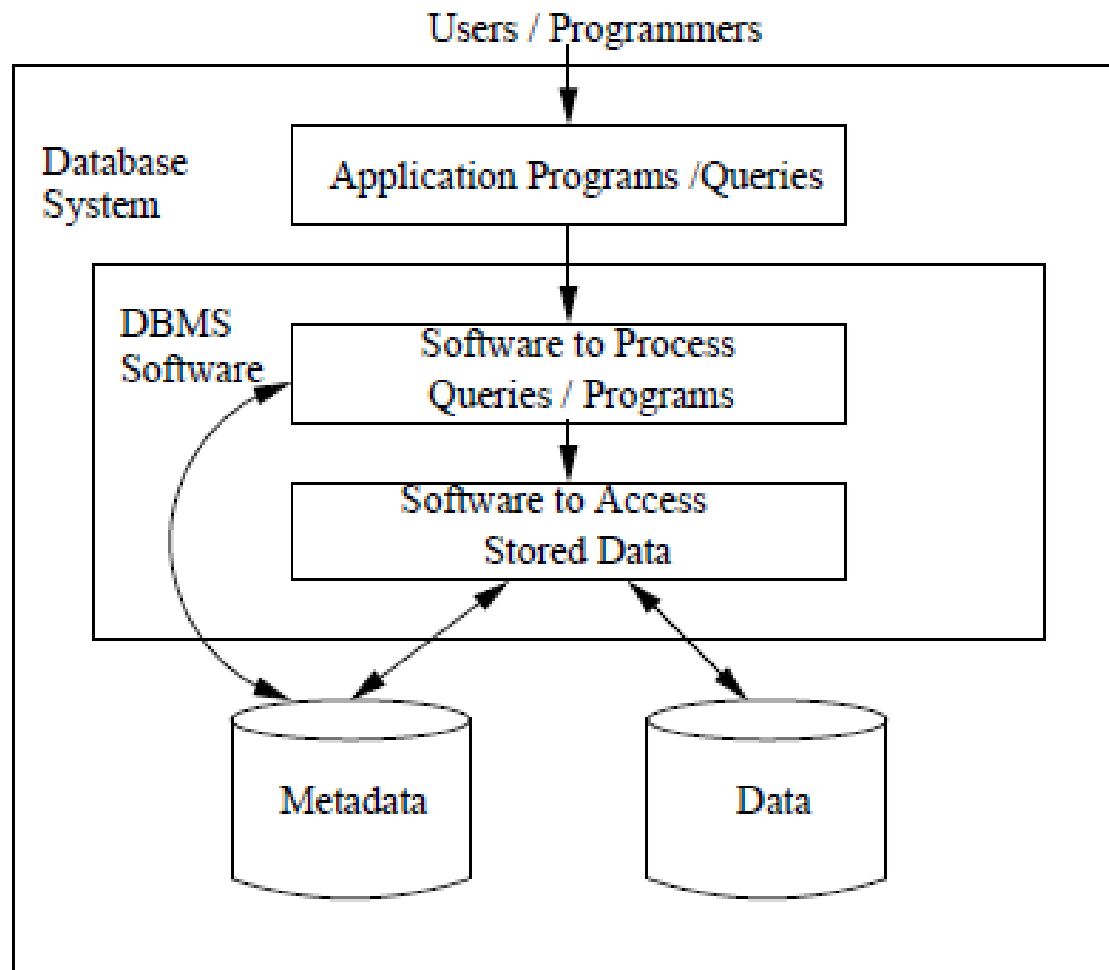 Users / Programmers
Database
System
Application Programs /Queries
DBMS
Software
Software to Process
Queries / Programs
Software to Access
Stored Data
Metadata
Data